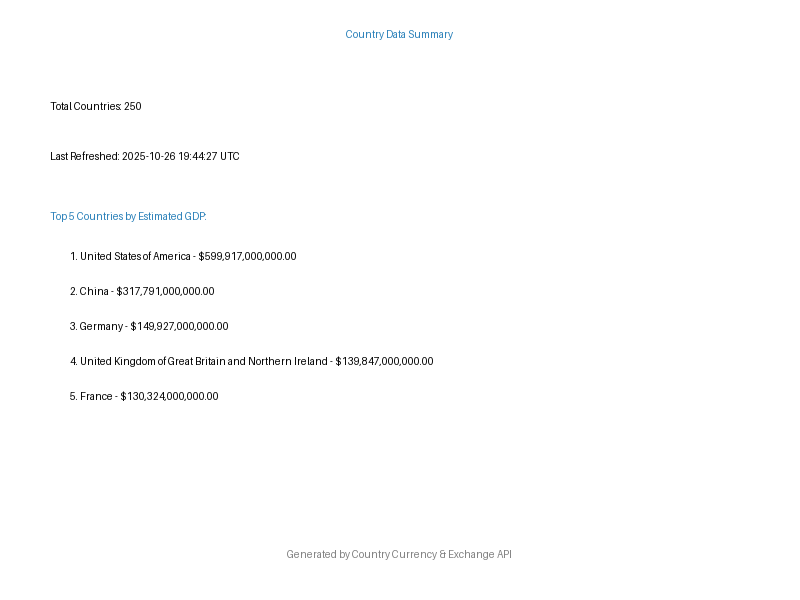 Country Data Summary
Total Countries: 250
Last Refreshed: 2025-10-26 19:44:27 UTC
Top 5 Countries by Estimated GDP:
1. United States of America - $599,917,000,000.00
2. China - $317,791,000,000.00
3. Germany - $149,927,000,000.00
4. United Kingdom of Great Britain and Northern Ireland - $139,847,000,000.00
5. France - $130,324,000,000.00
Generated by Country Currency & Exchange API